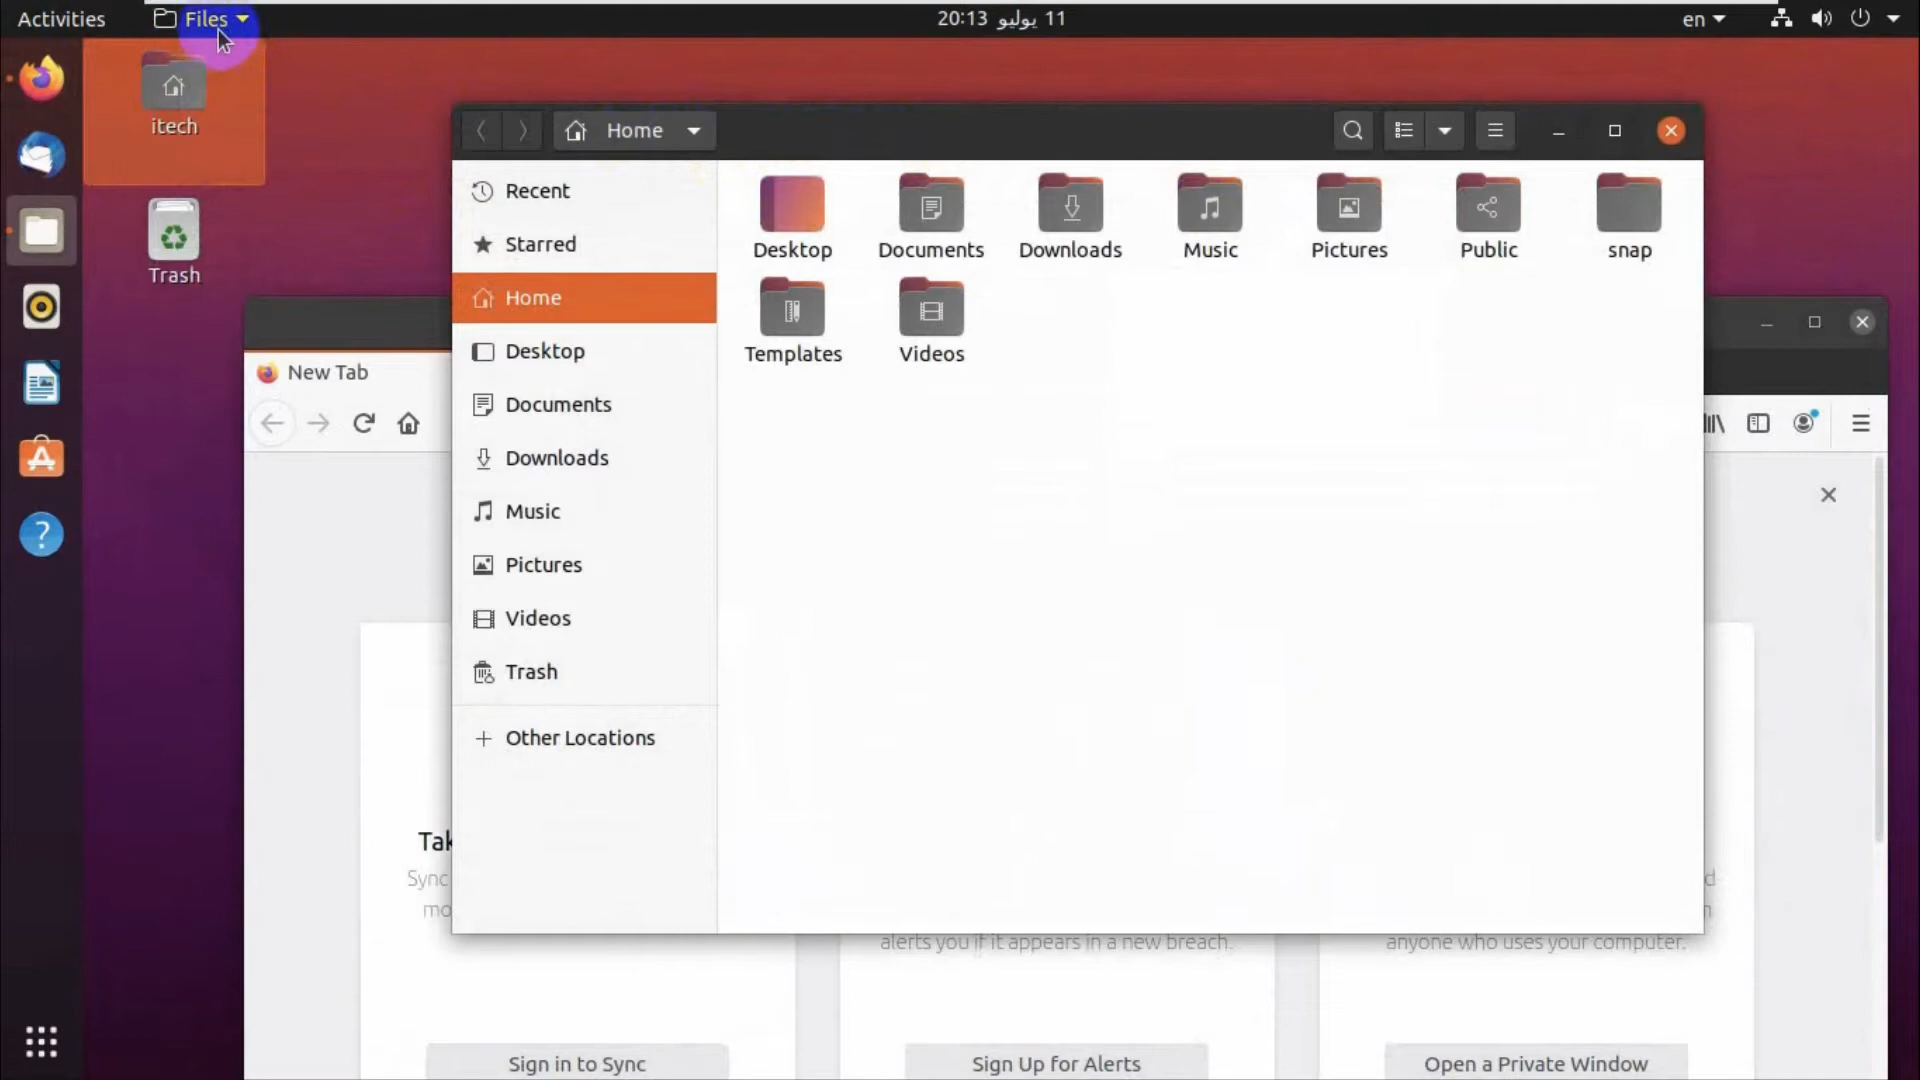 Activities
Files
20:13 11 يوليو
en
itech
Trash
Home
Recent
Starred
Home
Desktop
Documents
Downloads
Music
Pictures
Videos
Trash
Other Locations
Desktop
Documents
Downloads
Music
Pictures
Public
snap
Templates
Videos
New Tab
Sync
alerts you if it appears in a new breach.
anyone who uses your computer.
Sign in to Sync
Sign Up for Alerts
Open a Private Window